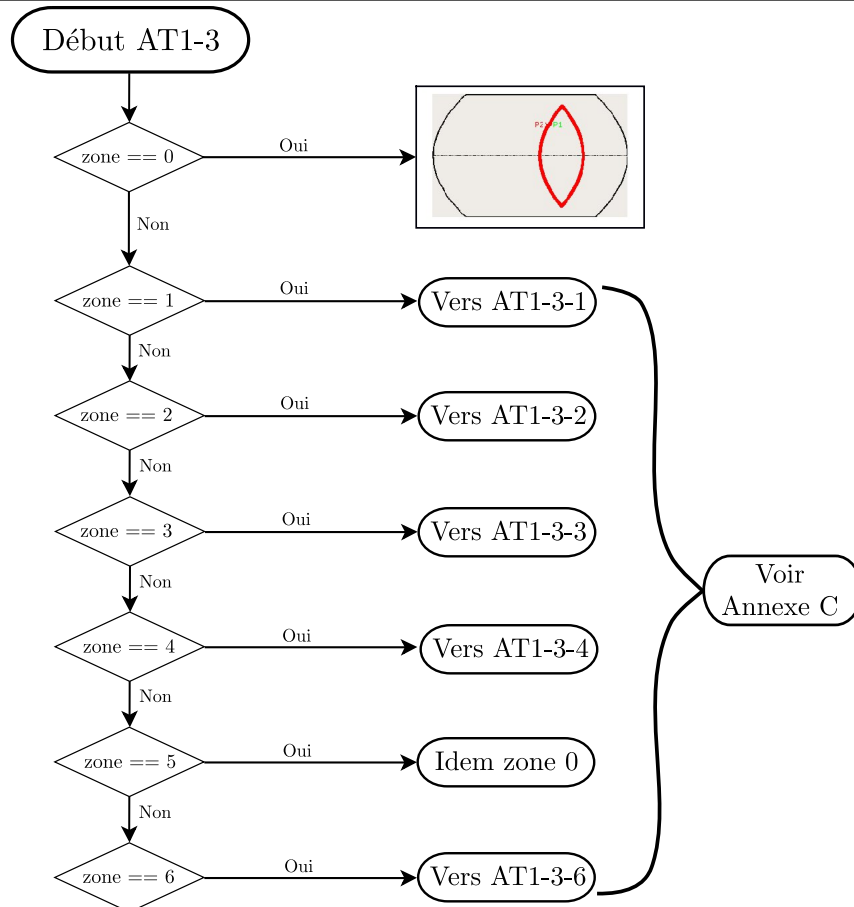 Début AT1-3
zone == 0
Oui
P2 P1
Non
zone == 1
Oui
Vers AT1-3-1
Non
zone == 2
Oui
Vers AT1-3-2
Non
zone == 3
Oui
Vers AT1-3-3
Non
Voir
Annexe C
zone == 4
Oui
Vers AT1-3-4
Non
zone == 5
Oui
Idem zone 0
Non
zone == 6
Oui
Vers AT1-3-6